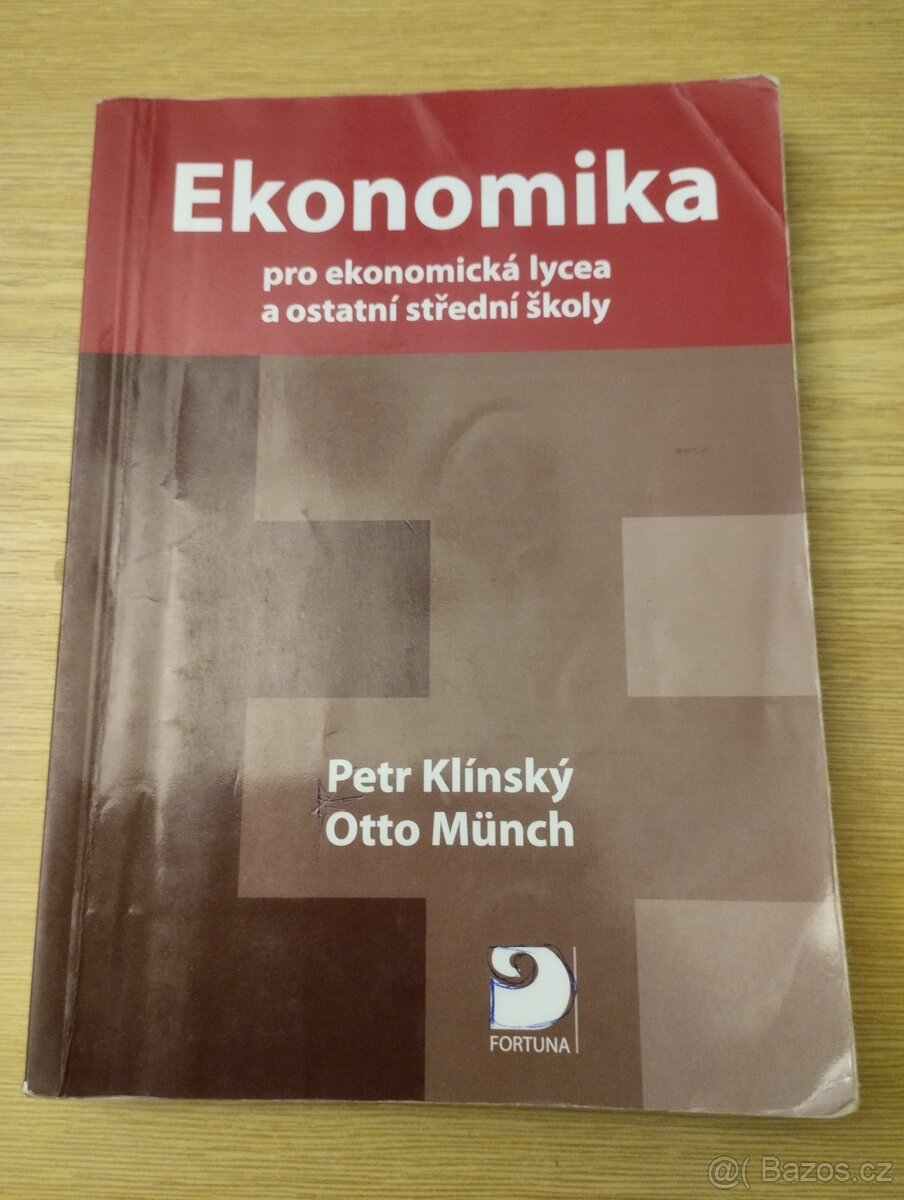 Ekonomika
pro ekonomická lycea
a ostatní střední školy
Petr Klínský
Otto Münch
FORTUNA
@( Bazos.cz